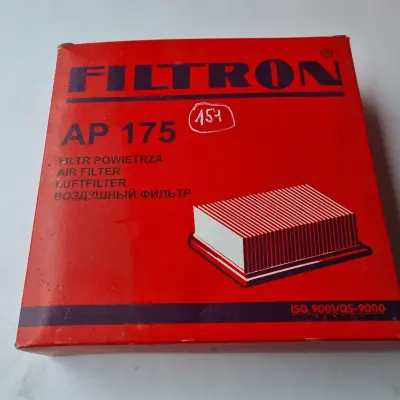 FILTRON®
AP 175
154
FILTR POWIETRZA
AIR FILTER
LUFTFILTER
ВОЗДУШНЫЙ ФИЛЬТР
ISO 9001/QS-9000